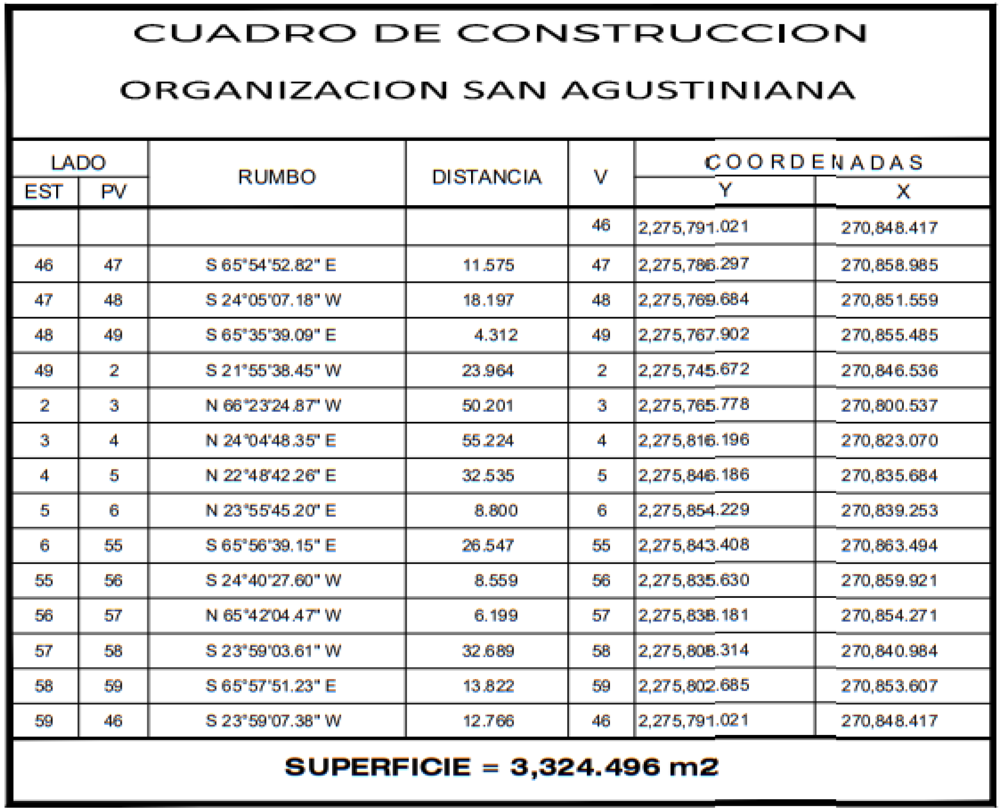 CUADRO DE CONSTRUCCION
ORGANIZACION SAN AGUSTINIANA
LADO RUMBO DISTANCIA V COORDENADAS
EST PV Y X
46 2,275,791.021 270,848.417
46 47 S 65°54'52.82" E 11.575 47 2,275,786.297 270,858.985
47 48 S 24°05'07.18" W 18.197 48 2,275,769.684 270,851.559
48 49 S 65°35'39.09" E 4.312 49 2,275,767.902 270,855.485
49 2 S 21°55'38.45" W 23.964 2 2,275,745.672 270,846.536
2 3 N 66°23'24.87" W 50.201 3 2,275,765.778 270,800.537
3 4 N 24°04'48.35" E 55.224 4 2,275,816.196 270,823.070
4 5 N 22°48'42.26" E 32.535 5 2,275,846.186 270,835.684
5 6 N 23°55'45.20" E 8.800 6 2,275,854.229 270,839.253
6 55 S 65°56'39.15" E 26.547 55 2,275,843.408 270,863.494
55 56 S 24°40'27.60" W 8.559 56 2,275,835.630 270,859.921
56 57 N 65°42'04.47" W 6.199 57 2,275,838.181 270,854.271
57 58 S 23°59'03.61" W 32.689 58 2,275,808.314 270,840.984
58 59 S 65°57'51.23" E 13.822 59 2,275,802.685 270,853.607
59 46 S 23°59'07.38" W 12.766 46 2,275,791.021 270,848.417
SUPERFICIE = 3,324.496 m2